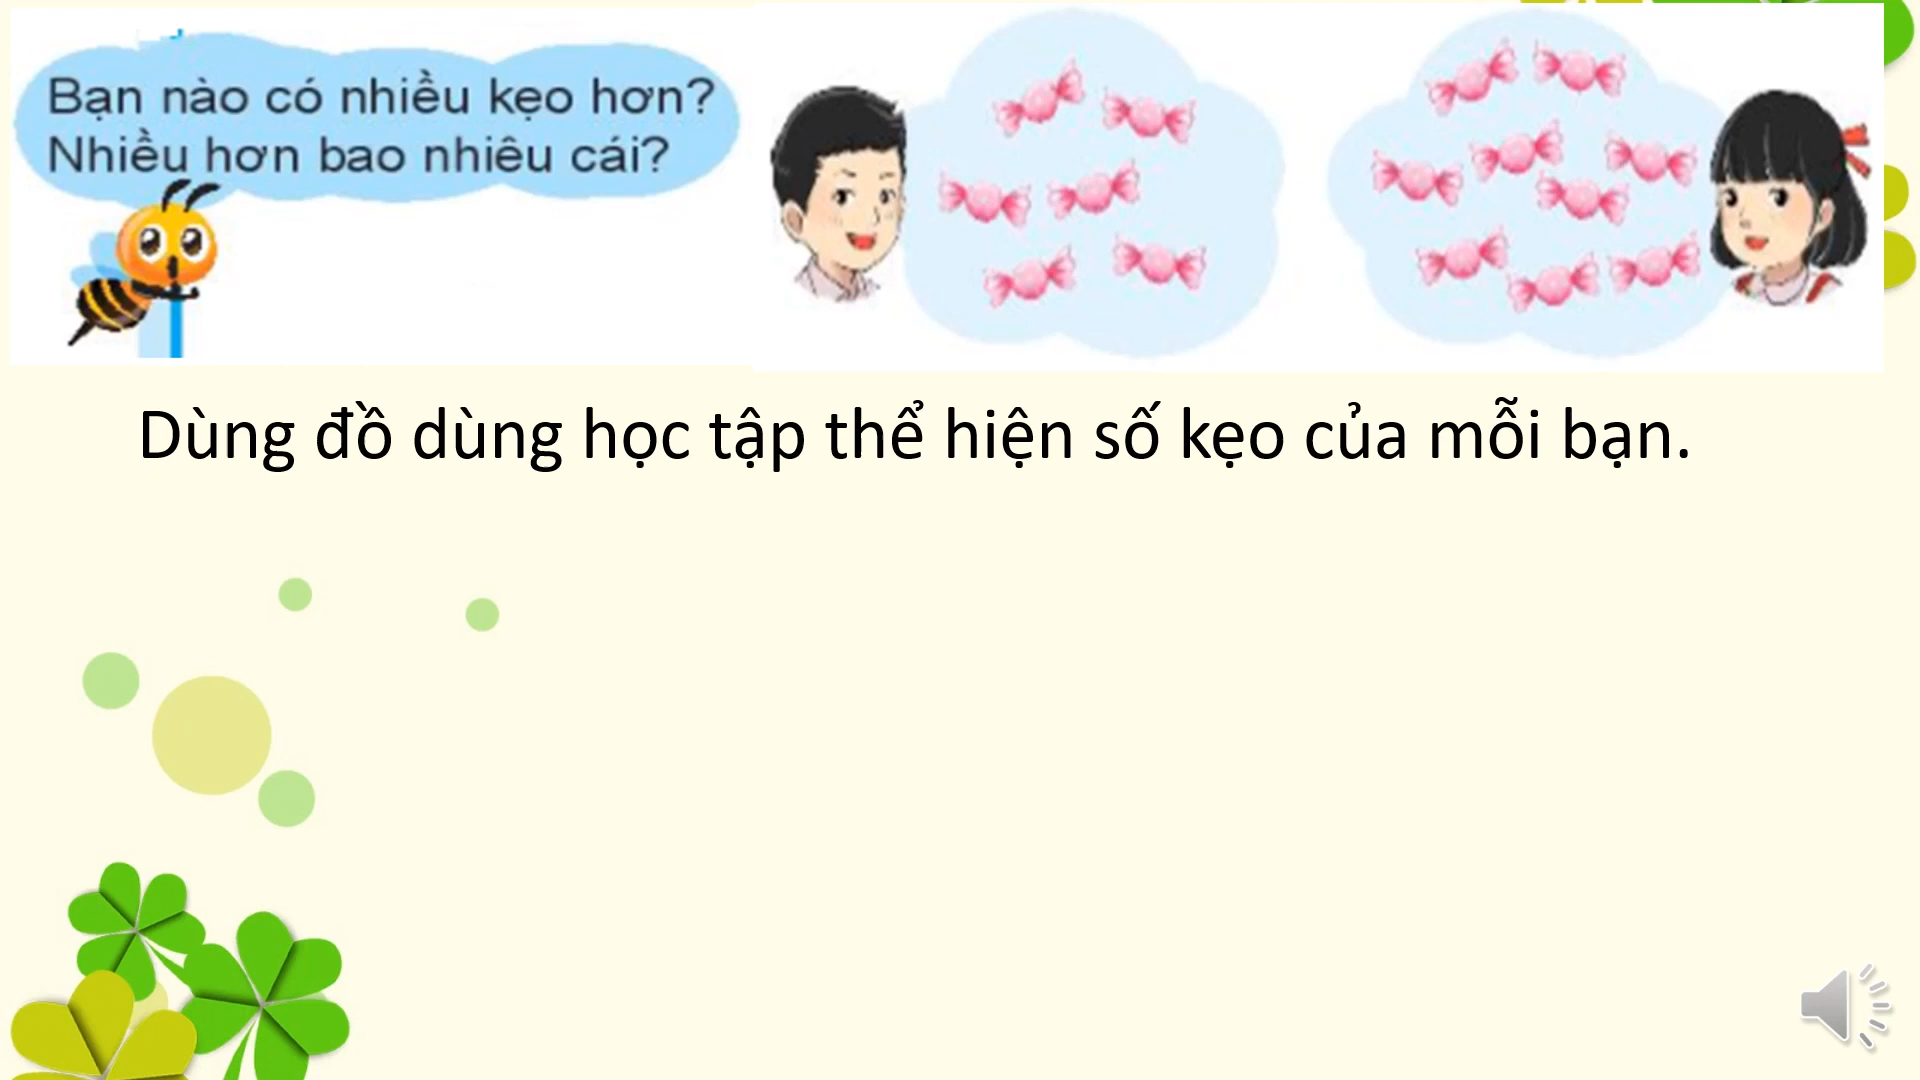 Bạn nào có nhiều kẹo hơn?
Nhiều hơn bao nhiêu cái?
Dùng đồ dùng học tập thể hiện số kẹo của mỗi bạn.